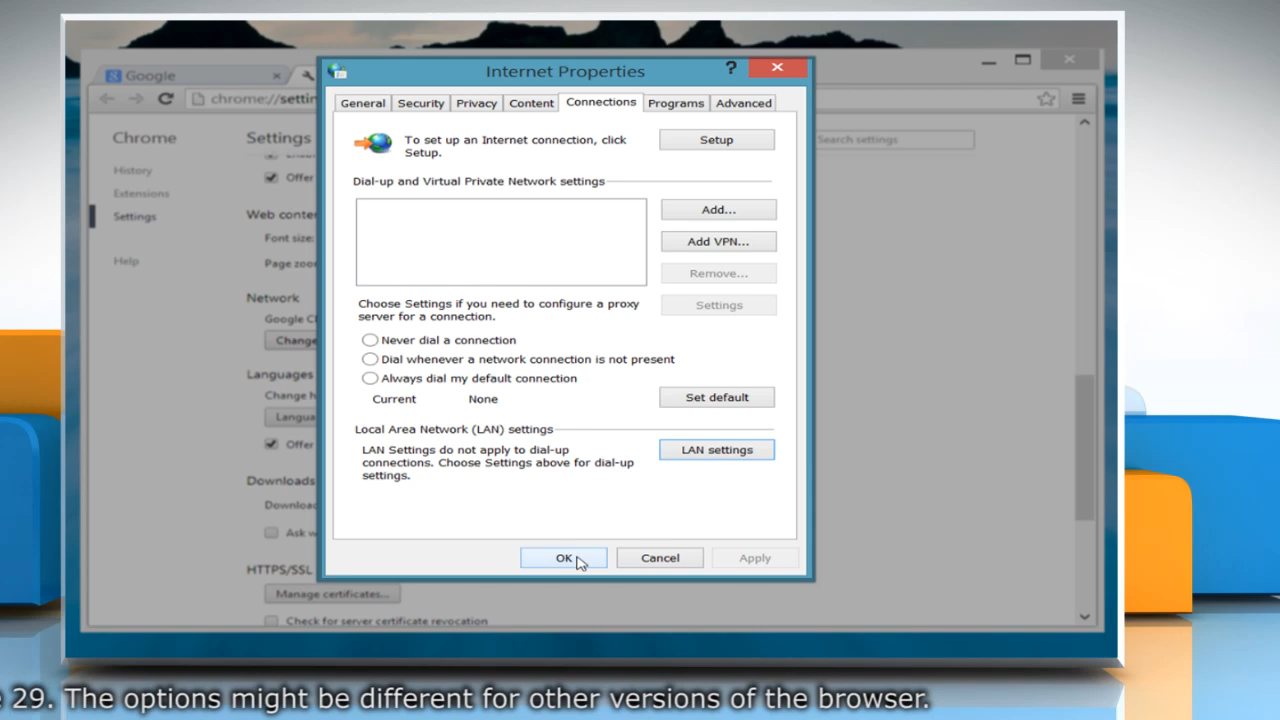 Google
chrome://settin
Chrome
History
Extensions
Settings
Help
Settings
Search settings
Offer
Web conte
Font size:
Page zoo
Network
Google C
Change
Languages
Change h
Langua
Offer
Downloads
Downloa
Ask w
HTTPS/SSL
Manage certificates...
Check for server certificate revocation
Internet Properties
?
General Security Privacy Content Connections Programs Advanced
To set up an Internet connection, click
Setup.
Setup
Dial-up and Virtual Private Network settings
Add...
Add VPN...
Remove...
Choose Settings if you need to configure a proxy
server for a connection.
Settings
Never dial a connection
Dial whenever a network connection is not present
Always dial my default connection
Current None
Set default
Local Area Network (LAN) settings
LAN Settings do not apply to dial-up
connections. Choose Settings above for dial-up
settings.
LAN settings
OK Cancel Apply
e 29. The options might be different for other versions of the browser.